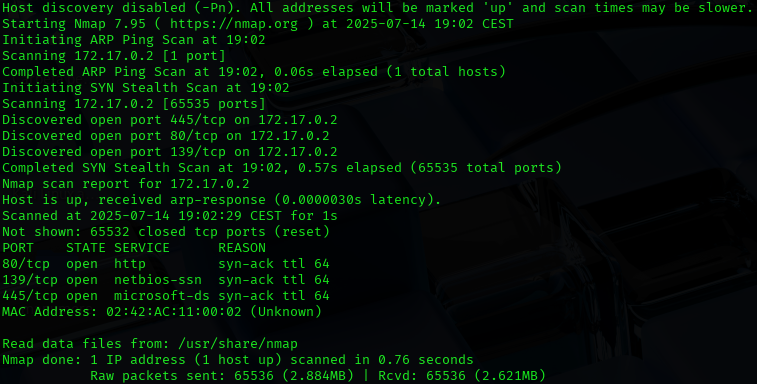 Host discovery disabled (-Pn). All addresses will be marked 'up' and scan times may be slower.
Starting Nmap 7.95 ( https://nmap.org ) at 2025-07-14 19:02 CEST
Initiating ARP Ping Scan at 19:02
Scanning 172.17.0.2 [1 port]
Completed ARP Ping Scan at 19:02, 0.06s elapsed (1 total hosts)
Initiating SYN Stealth Scan at 19:02
Scanning 172.17.0.2 [65535 ports]
Discovered open port 445/tcp on 172.17.0.2
Discovered open port 80/tcp on 172.17.0.2
Discovered open port 139/tcp on 172.17.0.2
Completed SYN Stealth Scan at 19:02, 0.57s elapsed (65535 total ports)
Nmap scan report for 172.17.0.2
Host is up, received arp-response (0.0000030s latency).
Scanned at 2025-07-14 19:02:29 CEST for 1s
Not shown: 65532 closed tcp ports (reset)
PORT    STATE SERVICE      REASON
80/tcp  open  http         syn-ack ttl 64
139/tcp open  netbios-ssn  syn-ack ttl 64
445/tcp open  microsoft-ds syn-ack ttl 64
MAC Address: 02:42:AC:11:00:02 (Unknown)

Read data files from: /usr/share/nmap
Nmap done: 1 IP address (1 host up) scanned in 0.76 seconds
           Raw packets sent: 65536 (2.884MB) | Rcvd: 65536 (2.621MB)